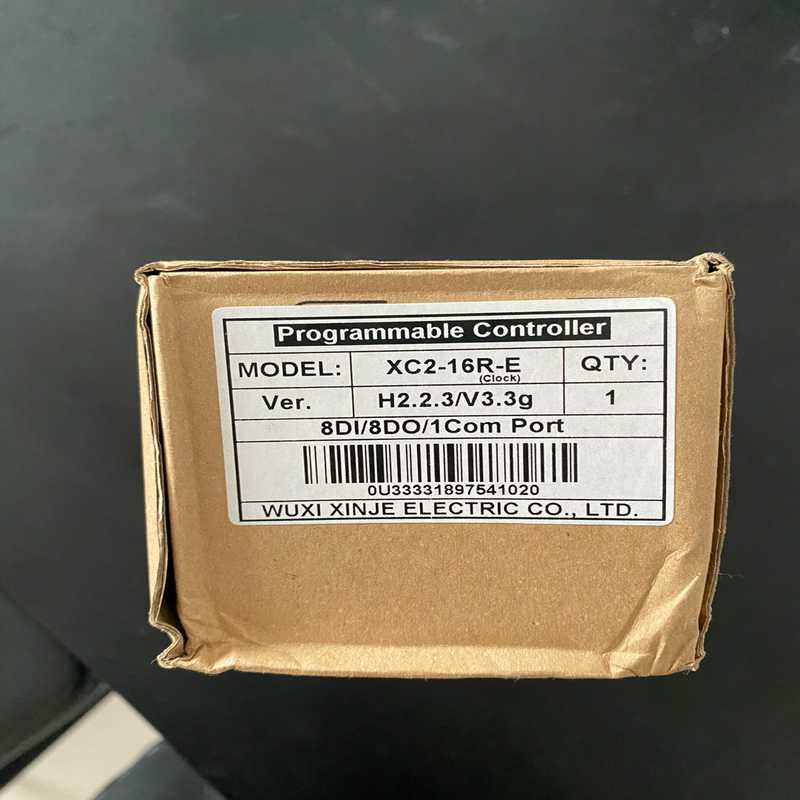 Programmable Controller
MODEL: XC2-16R-E (Clock) QTY:
Ver. H2.2.3/V3.3g 1
8DI/8DO/1Com Port
0U33331897541020
WUXI XINJE ELECTRIC CO., LTD.